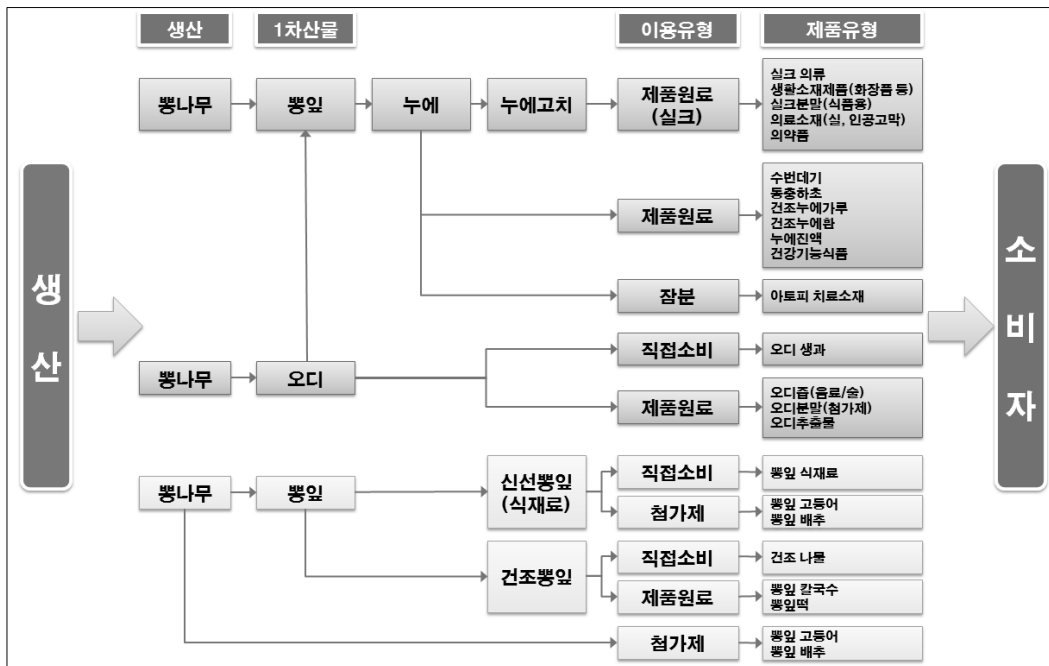 생산
1차산물
이용유형
제품유형
뽕나무
뽕잎
누에
누에고치
제품원료
(실크)
실크 의류
생활소재제품(화장품 등)
실크분말(식품용)
의료소재(실, 인공고막)
의약품
제품원료
수번데기
동충하초
건조누에가루
건조누에환
누에진액
건강기능식품
잠분
아토피 치료소재
생산
소비자
뽕나무
오디
직접소비
오디 생과
제품원료
오디즙(음료/술)
오디분말(첨가제)
오디추출물
뽕나무
뽕잎
신선뽕잎
(식재료)
직접소비
뽕잎 식재료
첨가제
뽕잎 고등어
뽕잎 배추
건조뽕잎
직접소비
건조 나물
제품원료
뽕잎 칼국수
뽕잎떡
첨가제
뽕잎 고등어
뽕잎 배추